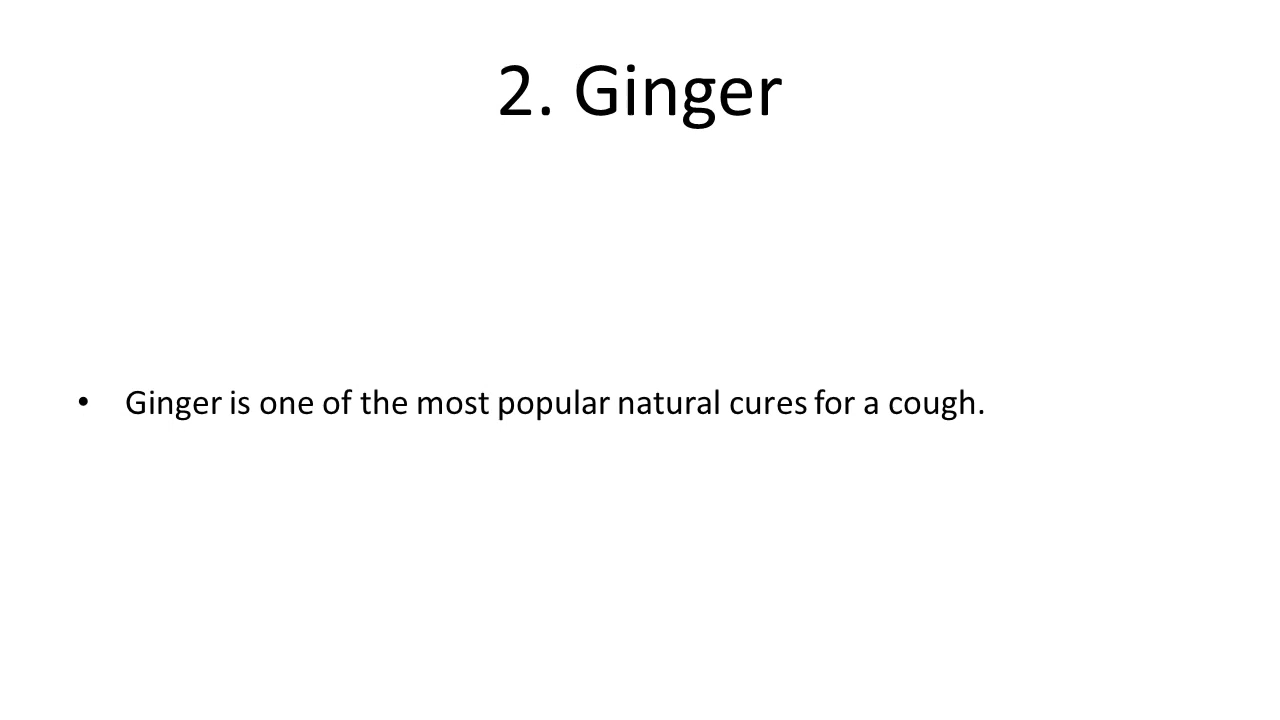 2. Ginger
• Ginger is one of the most popular natural cures for a cough.